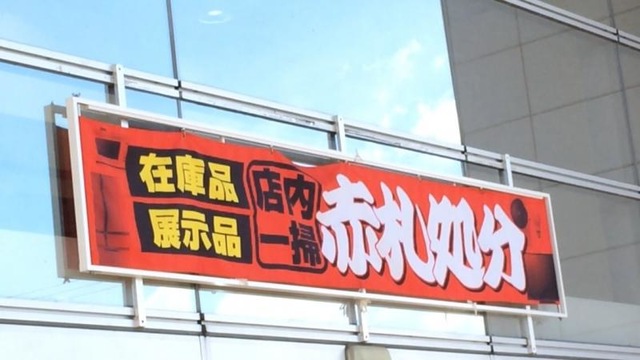 在庫品
展示品
店内
一掃
赤札処分